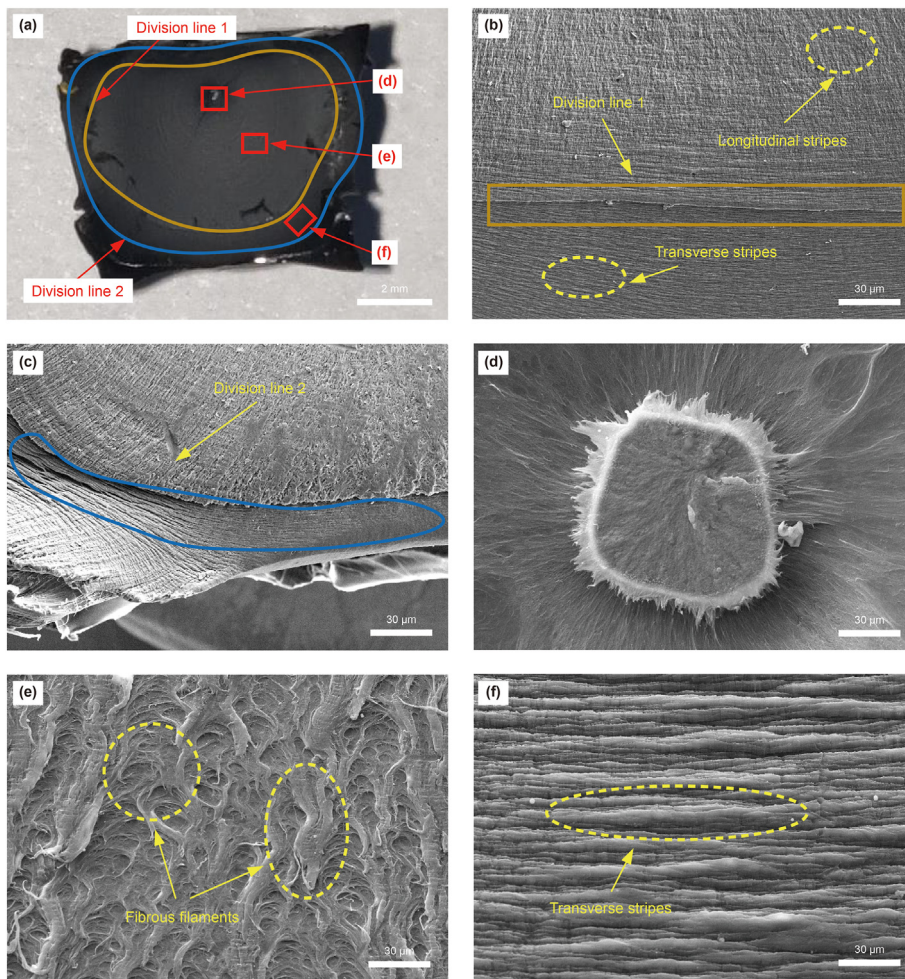 (a)
Division line 1
(d)
(e)
(f)
Division line 2
2 mm
(b)
Longitudinal stripes
Division line 1
Transverse stripes
30 µm
(c)
Division line 2
30 µm
(d)
30 µm
(e)
Fibrous filaments
30 µm
(f)
Transverse stripes
30 µm